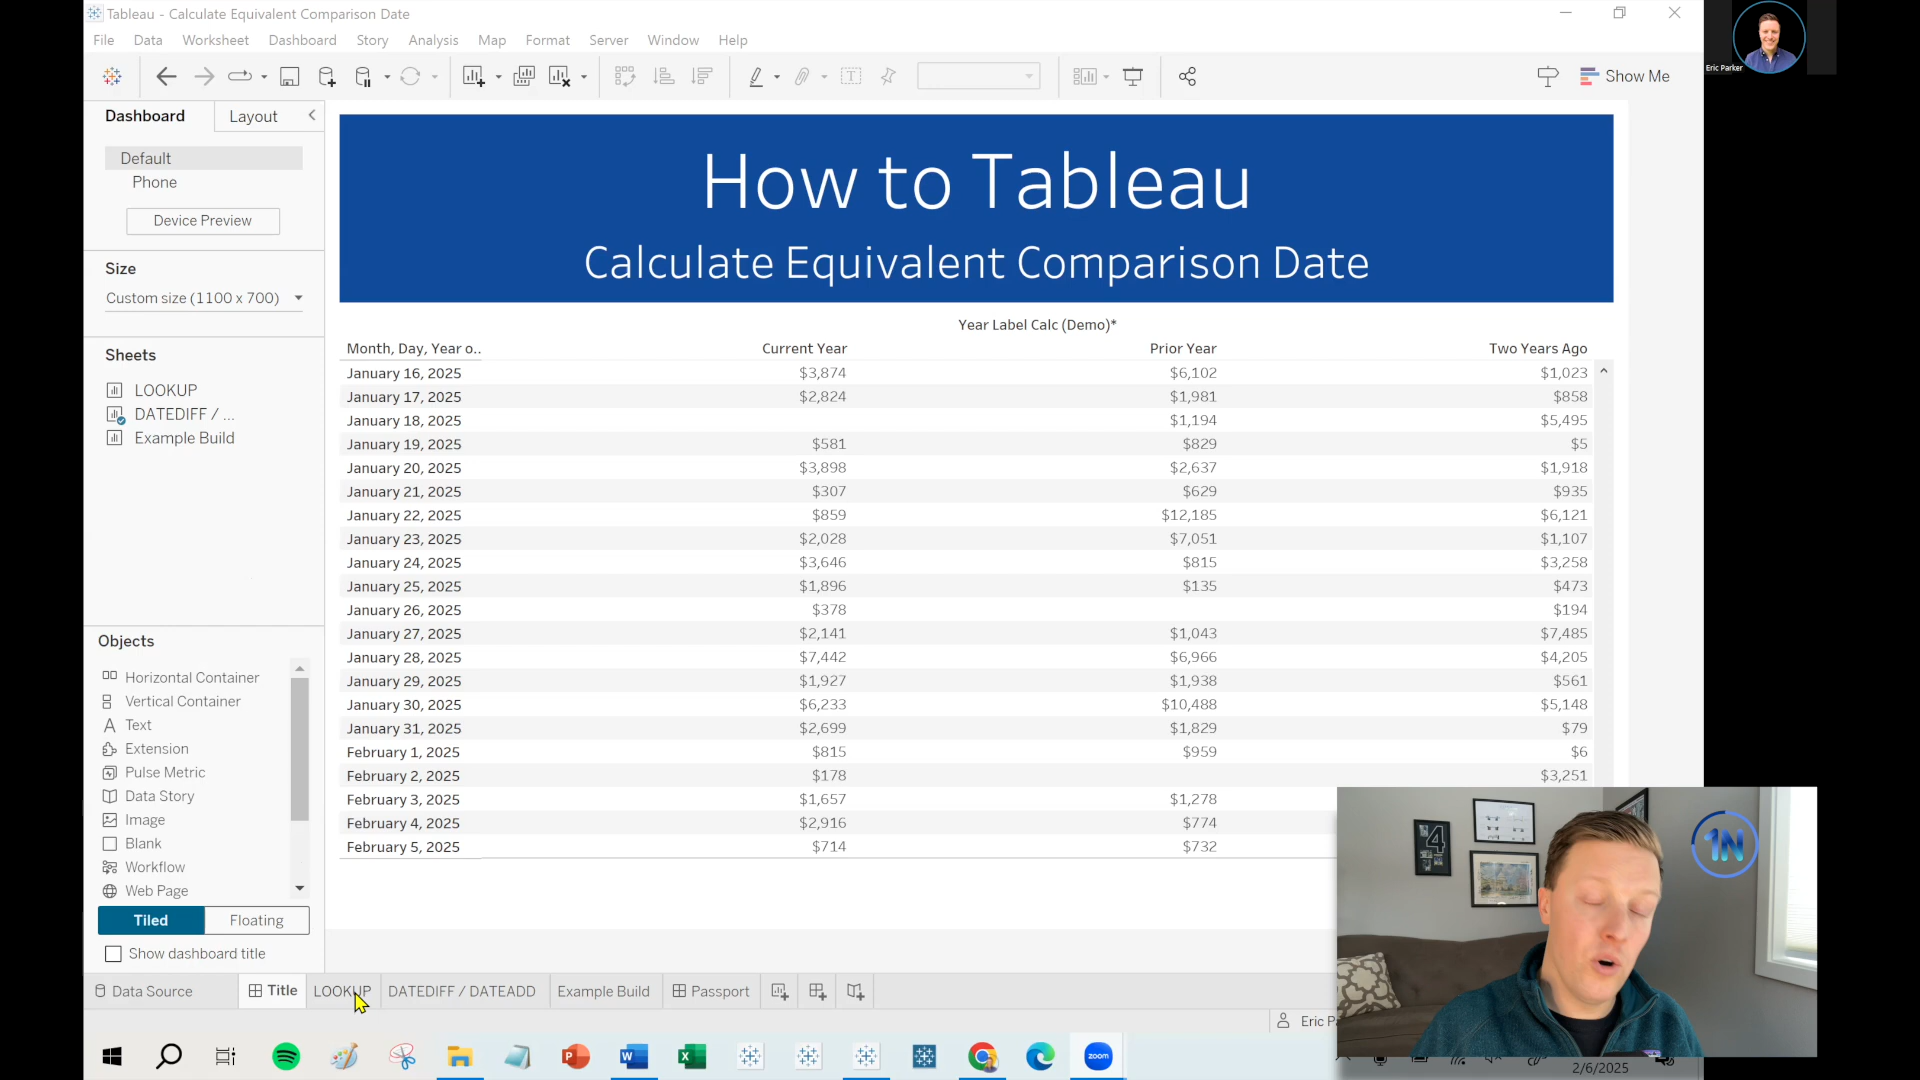 Tableau - Calculate Equivalent Comparison Date
File Data Worksheet Dashboard Story Analysis Map Format Server Window Help
Show Me
Eric Parker
Dashboard
Layout
Default
Phone
Device Preview
Size
Custom size (1100 x 700)
Sheets
LOOKUP
DATEDIFF / ...
Example Build
Objects
Horizontal Container
Vertical Container
Text
Extension
Pulse Metric
Data Story
Image
Blank
Workflow
Web Page
Tiled Floating
Show dashboard title
How to Tableau
Calculate Equivalent Comparison Date
Year Label Calc (Demo)*
Month, Day, Year o.. Current Year Prior Year Two Years Ago
January 16, 2025 $3,874 $6,102 $1,023
January 17, 2025 $2,824 $1,981 $858
January 18, 2025 $1,194 $5,495
January 19, 2025 $581 $829 $5
January 20, 2025 $3,898 $2,637 $1,918
January 21, 2025 $307 $629 $935
January 22, 2025 $859 $12,185 $6,121
January 23, 2025 $2,028 $7,051 $1,107
January 24, 2025 $3,646 $815 $3,258
January 25, 2025 $1,896 $135 $473
January 26, 2025 $378 $194
January 27, 2025 $2,141 $1,043 $7,485
January 28, 2025 $7,442 $6,966 $4,205
January 29, 2025 $1,927 $1,938 $561
January 30, 2025 $6,233 $10,488 $5,148
January 31, 2025 $2,699 $1,829 $79
February 1, 2025 $815 $959 $6
February 2, 2025 $178 $3,251
February 3, 2025 $1,657 $1,278
February 4, 2025 $2,916 $774
February 5, 2025 $714 $732
4
1N
Data Source Title LOOKUP DATEDIFF / DATEADD Example Build Passport
Eric P
zoom
2/6/2025